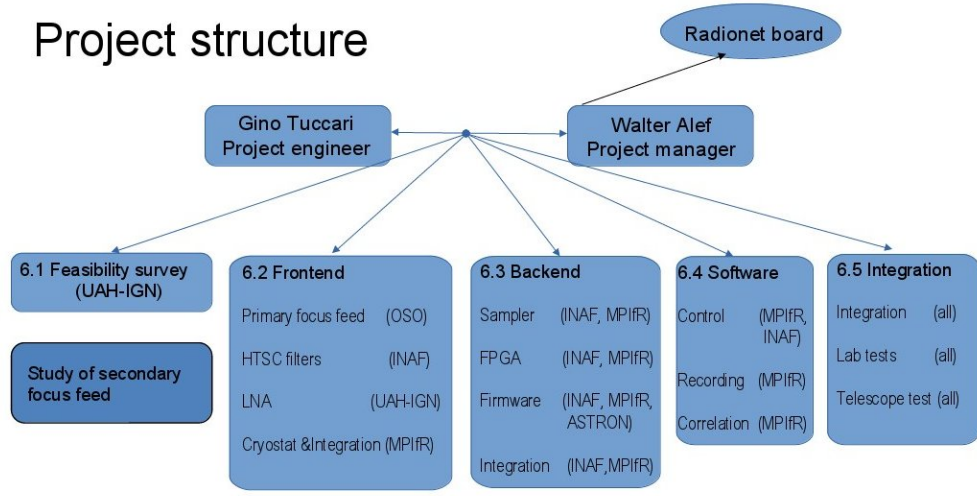 Project structure
Radionet board
Gino Tuccari
Project engineer
Walter Alef
Project manager
6.1 Feasibility survey
(UAH-IGN)
Study of secondary
focus feed
6.2 Frontend
Primary focus feed (OSO)
HTSC filters (INAF)
LNA (UAH-IGN)
Cryostat &Integration (MPIfR)
6.3 Backend
Sampler (INAF, MPIfR)
FPGA (INAF, MPIfR)
Firmware (INAF, MPIfR,
ASTRON)
Integration (INAF,MPIfR)
6.4 Software
Control (MPIfR,
INAF)
Recording (MPIfR)
Correlation (MPIfR)
6.5 Integration
Integration (all)
Lab tests (all)
Telescope test (all)